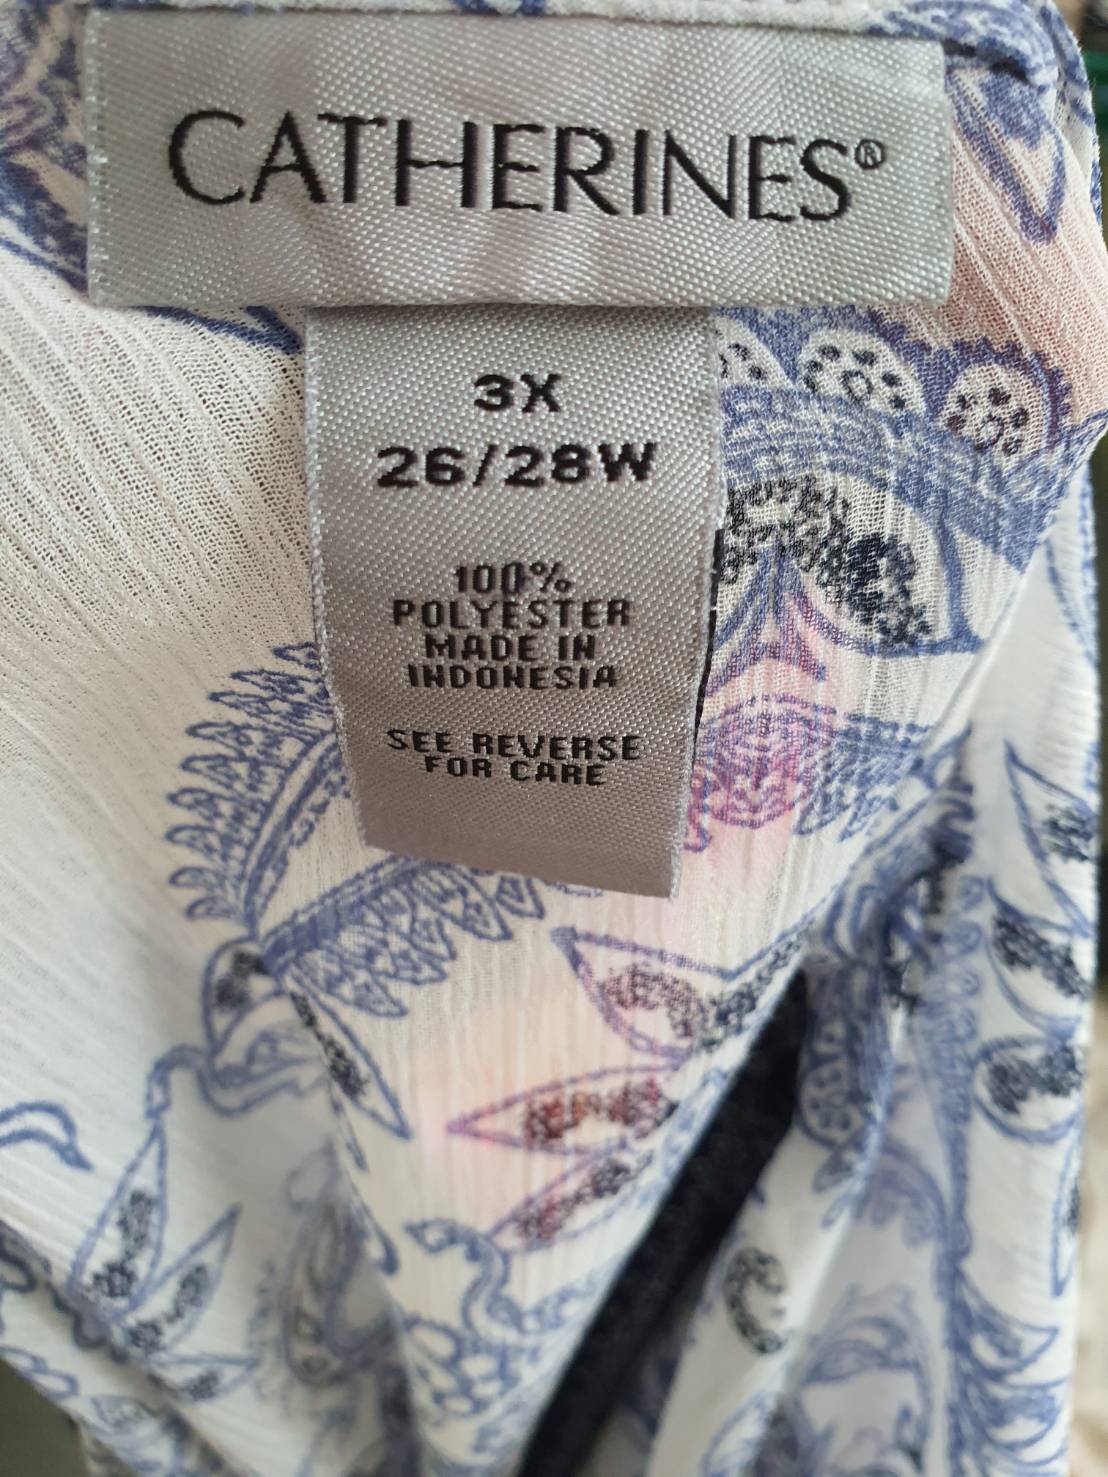 CATHERINES®
3X
26/28W
100%
POLYESTER
MADE IN
INDONESIA
SEE REVERSE
FOR CARE